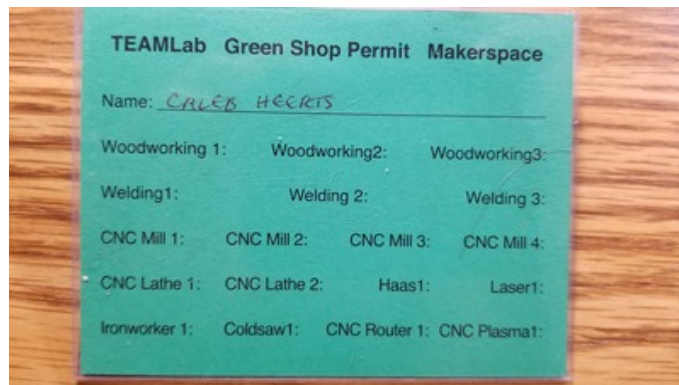 TEAMLab Green Shop Permit Makerspace
Name: CALEB HEERTS
Woodworking 1: Woodworking2: Woodworking3:
Welding1: Welding 2: Welding 3:
CNC Mill 1: CNC Mill 2: CNC Mill 3: CNC Mill 4:
CNC Lathe 1: CNC Lathe 2: Haas1: Laser1:
Ironworker 1: Coldsaw1: CNC Router 1: CNC Plasma1: